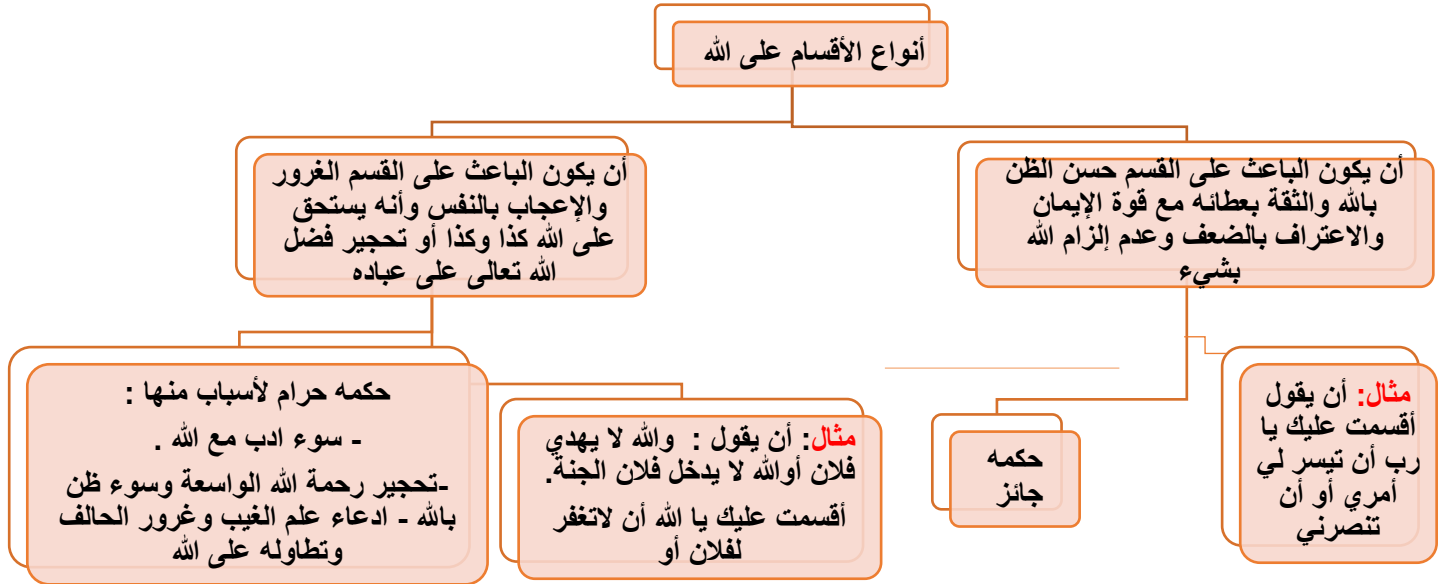 أنواع الأقسام على الله
أن يكون الباعث على القسم حسن الظن
بالله والثقة بعطائه مع قوة الإيمان
والاعتراف بالضعف وعدم إلزام الله
بشيء
أن يكون الباعث على القسم الغرور
والإعجاب بالنفس وأنه يستحق
على الله كذا وكذا أو تحجير فضل
الله تعالى على عباده
مثال: أن يقول
أقسمت عليك يا
رب أن تيسر لي
أمري أو أن
تنصرني
حكمه
جائز
مثال: أن يقول : والله لا يهدي
فلان أوالله لا يدخل فلان الجنة.
أقسمت عليك يا الله أن لاتغفر
لفلان أو
حكمه حرام لأسباب منها :
- سوء ادب مع الله .
-تحجير رحمة الله الواسعة وسوء ظن
بالله - ادعاء علم الغيب وغرور الحالف
وتطاوله على الله